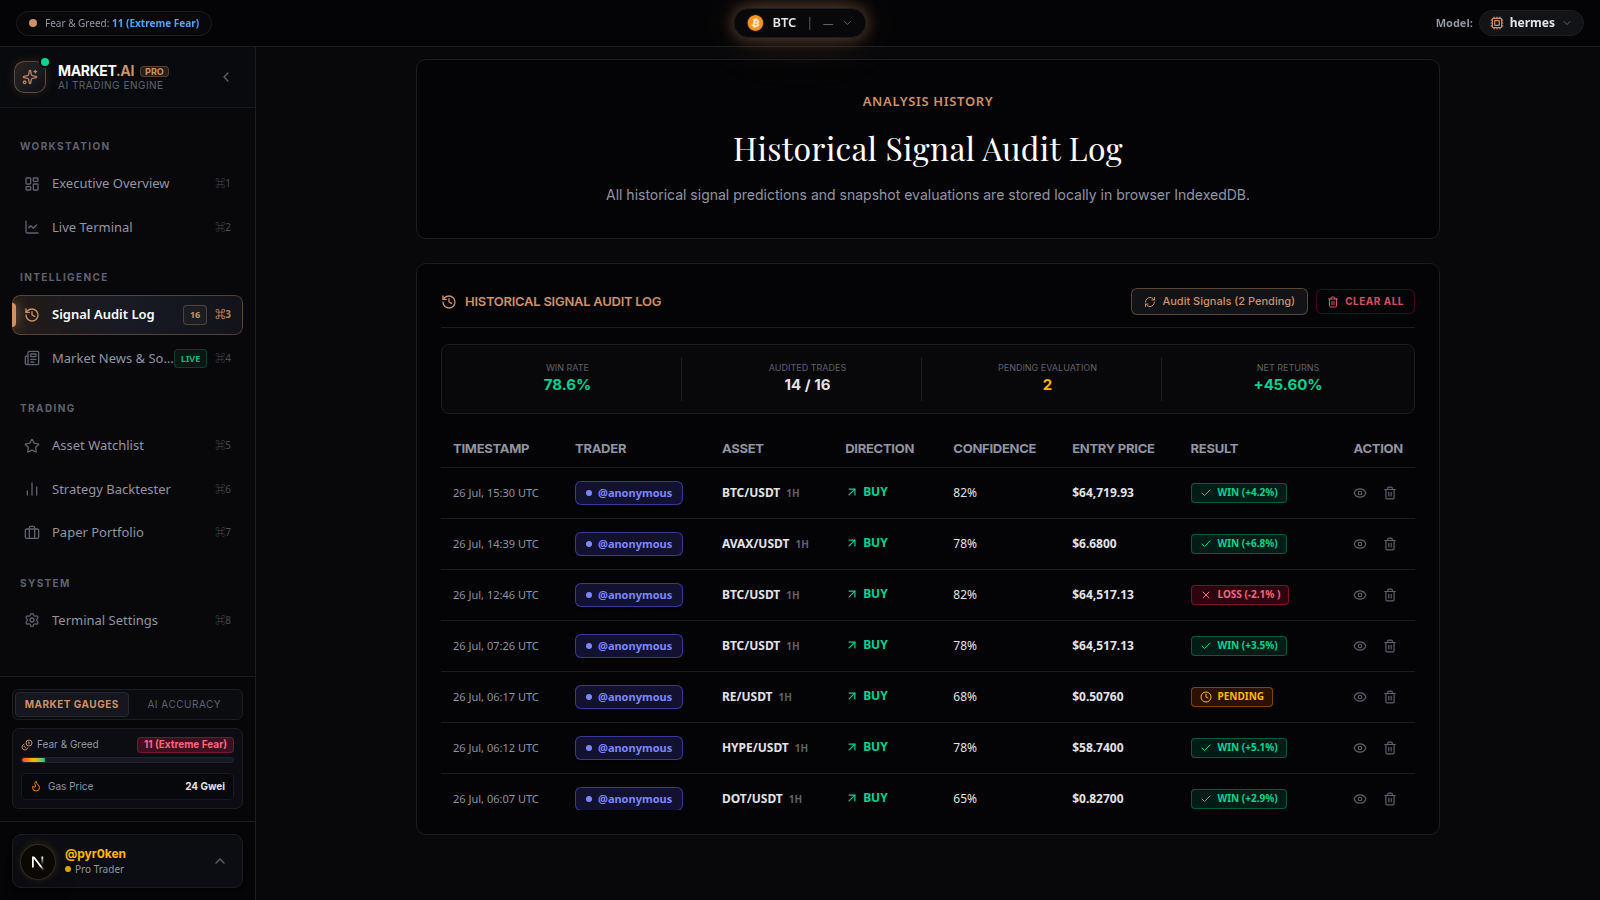 Fear & Greed: 11 (Extreme Fear)
BTC | —
Model: hermes
MARKET.AI PRO
AI TRADING ENGINE
WORKSTATION
Executive Overview ⌘1
Live Terminal ⌘2
INTELLIGENCE
Signal Audit Log 16 ⌘3
Market News & So... LIVE ⌘4
TRADING
Asset Watchlist ⌘5
Strategy Backtester ⌘6
Paper Portfolio ⌘7
SYSTEM
Terminal Settings ⌘8
MARKET GAUGES AI ACCURACY
Fear & Greed 11 (Extreme Fear)
Gas Price 24 Gwei
N
@pyr0ken
Pro Trader
ANALYSIS HISTORY
Historical Signal Audit Log
All historical signal predictions and snapshot evaluations are stored locally in browser IndexedDB.
HISTORICAL SIGNAL AUDIT LOG
Audit Signals (2 Pending) CLEAR ALL
WIN RATE AUDITED TRADES PENDING EVALUATION NET RETURNS
78.6% 14 / 16 2 +45.60%
TIMESTAMP TRADER ASSET DIRECTION CONFIDENCE ENTRY PRICE RESULT ACTION
26 Jul, 15:30 UTC @anonymous BTC/USDT 1H BUY 82% $64,719.93 WIN (+4.2%)
26 Jul, 14:39 UTC @anonymous AVAX/USDT 1H BUY 78% $6.6800 WIN (+6.8%)
26 Jul, 12:46 UTC @anonymous BTC/USDT 1H BUY 82% $64,517.13 LOSS (-2.1% )
26 Jul, 07:26 UTC @anonymous BTC/USDT 1H BUY 78% $64,517.13 WIN (+3.5%)
26 Jul, 06:17 UTC @anonymous RE/USDT 1H BUY 68% $0.50760 PENDING
26 Jul, 06:12 UTC @anonymous HYPE/USDT 1H BUY 78% $58.7400 WIN (+5.1%)
26 Jul, 06:07 UTC @anonymous DOT/USDT 1H BUY 65% $0.82700 WIN (+2.9%)